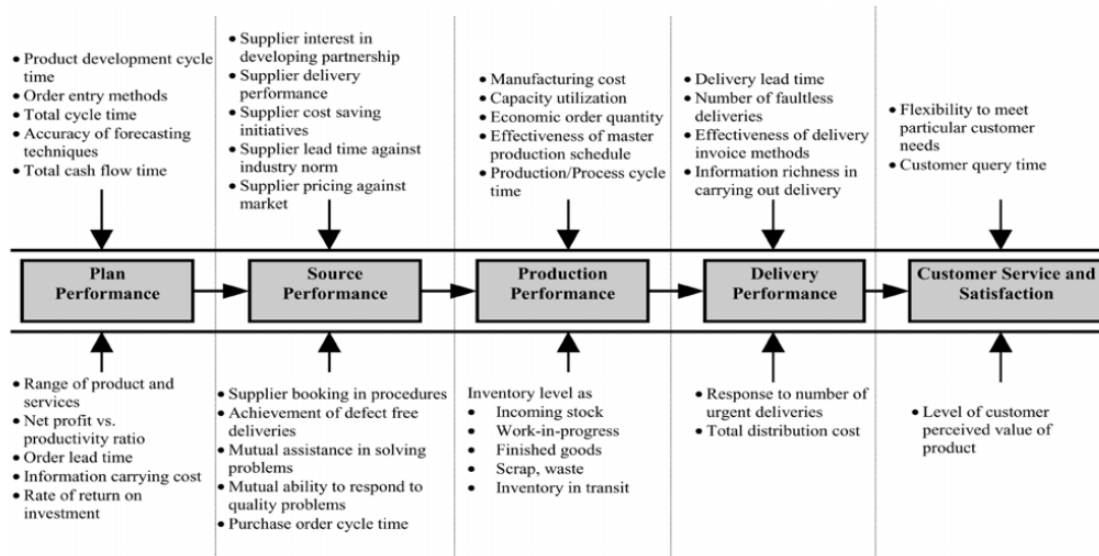 • Product development cycle
time
• Order entry methods
• Total cycle time
• Accuracy of forecasting
techniques
• Total cash flow time
• Supplier interest in
developing partnership
• Supplier delivery
performance
• Supplier cost saving
initiatives
• Supplier lead time against
industry norm
• Supplier pricing against
market
• Manufacturing cost
• Capacity utilization
• Economic order quantity
• Effectiveness of master
production schedule
• Production/Process cycle
time
• Delivery lead time
• Number of faultless
deliveries
• Effectiveness of delivery
invoice methods
• Information richness in
carrying out delivery
• Flexibility to meet
particular customer
needs
• Customer query time
Plan
Performance
Source
Performance
Production
Performance
Delivery
Performance
Customer Service and
Satisfaction
• Range of product and
services
• Net profit vs.
productivity ratio
• Order lead time
• Information carrying cost
• Rate of return on
investment
• Supplier booking in procedures
• Achievement of defect free
deliveries
• Mutual assistance in solving
problems
• Mutual ability to respond to
quality problems
• Purchase order cycle time
Inventory level as
• Incoming stock
• Work-in-progress
• Finished goods
• Scrap, waste
• Inventory in transit
• Response to number of
urgent deliveries
• Total distribution cost
• Level of customer
perceived value of
product